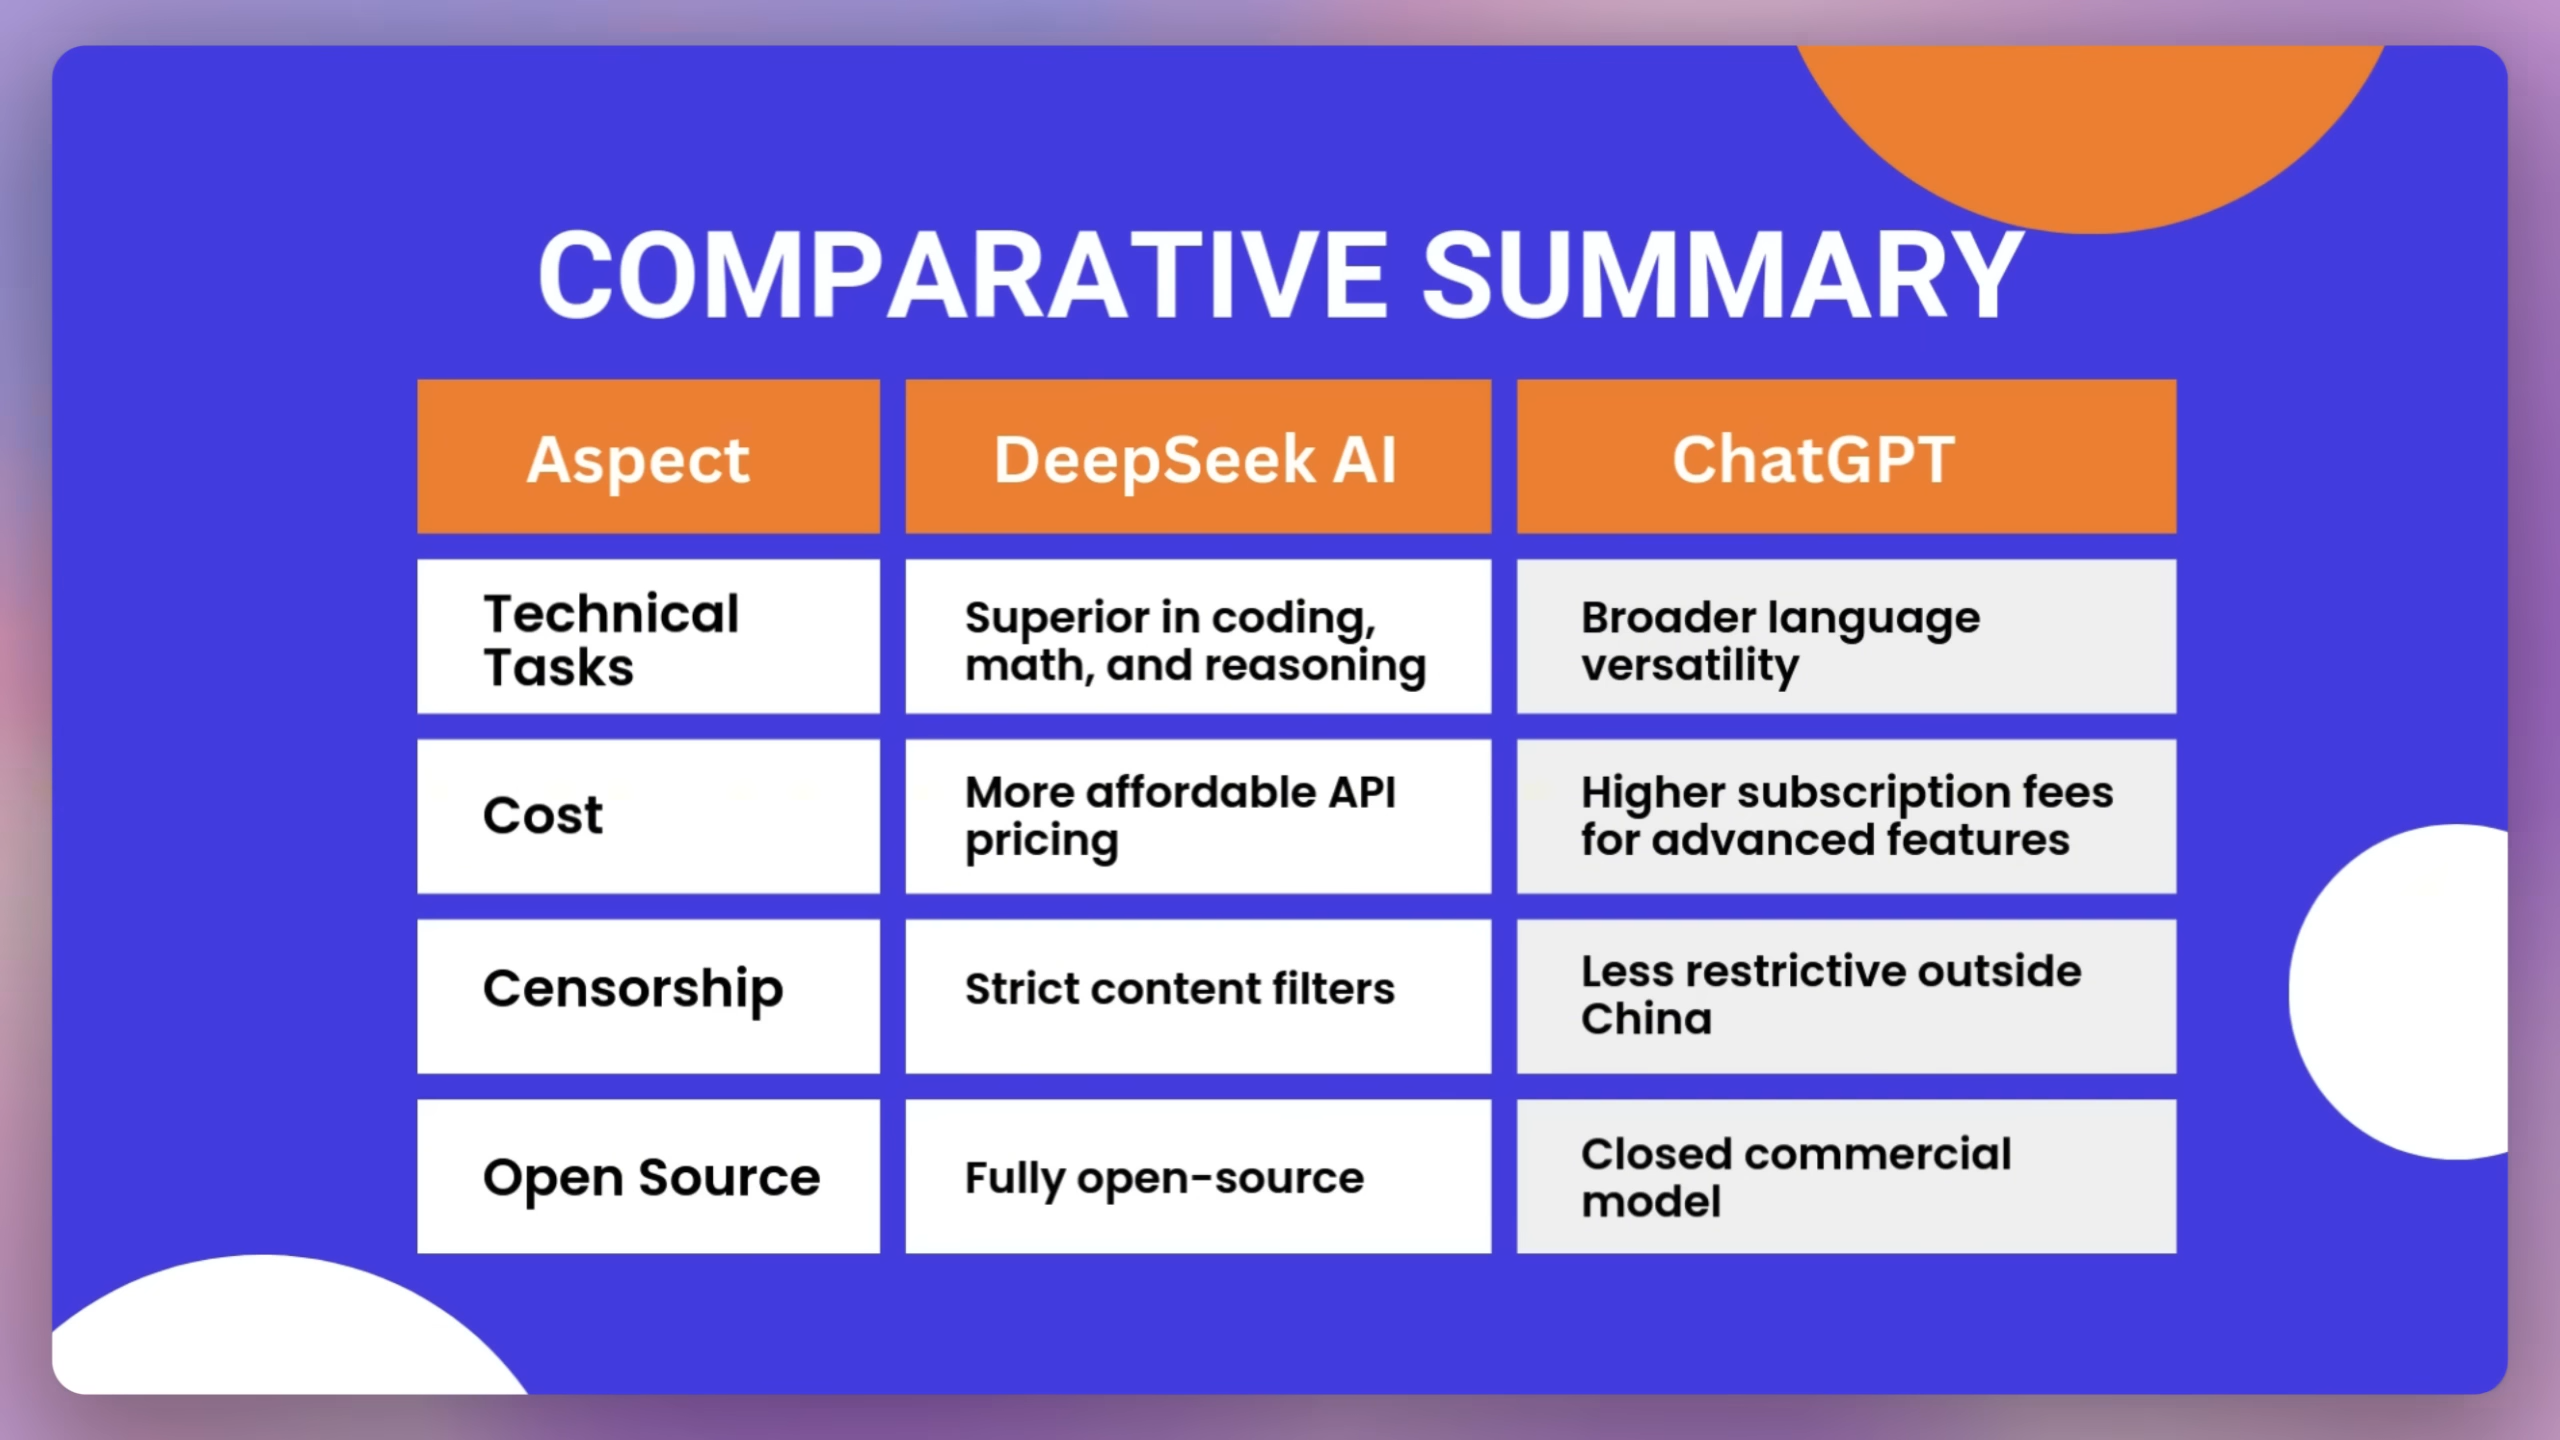 COMPARATIVE SUMMARY
Aspect
DeepSeek AI
ChatGPT
Technical
Tasks
Superior in coding,
math, and reasoning
Broader language
versatility
Cost
More affordable API
pricing
Higher subscription fees
for advanced features
Censorship
Strict content filters
Less restrictive outside
China
Open Source
Fully open-source
Closed commercial
model